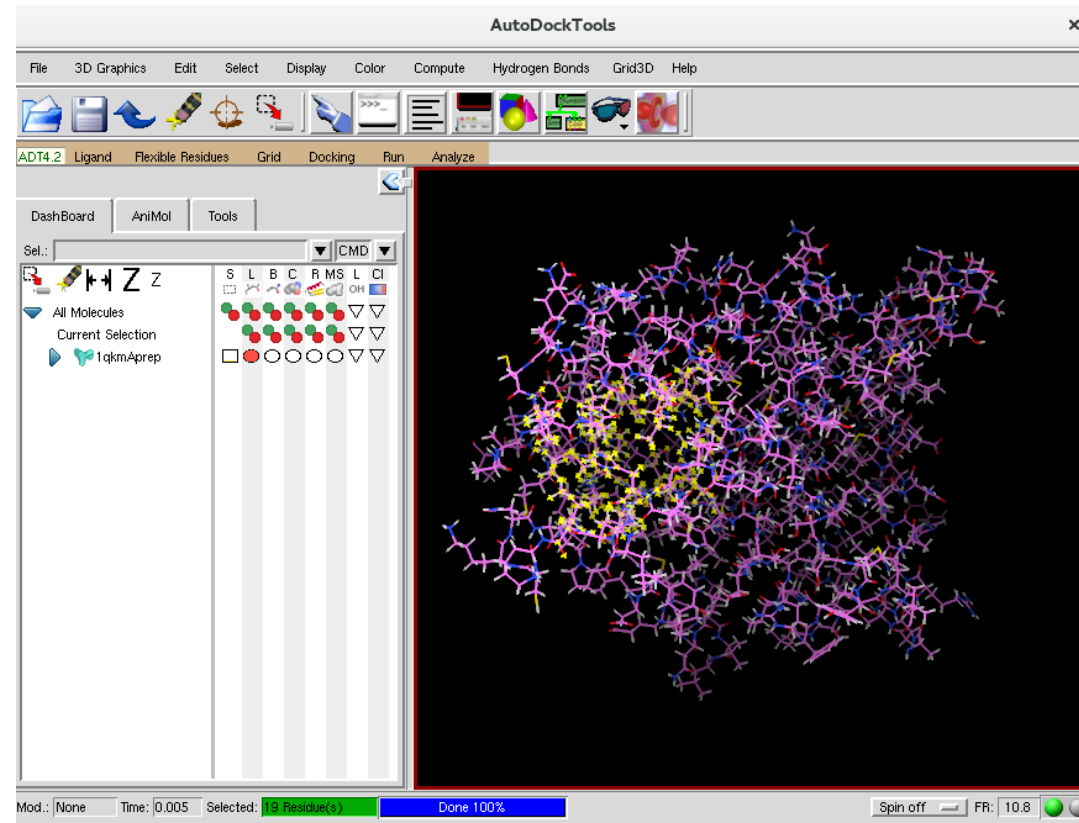 AutoDockTools ×
File 3D Graphics Edit Select Display Color Compute Hydrogen Bonds Grid3D Help
>>>_
ADT4.2 Ligand Flexible Residues Grid Docking Run Analyze
DashBoard AniMol Tools
Sel.: CMD
Z Z S L B C R MS L Cl
OH
All Molecules
Current Selection
1qkmAprep
Mod.: None Time: 0.005 Selected: 19 Residue(s) Done 100% Spin off FR: 10.8